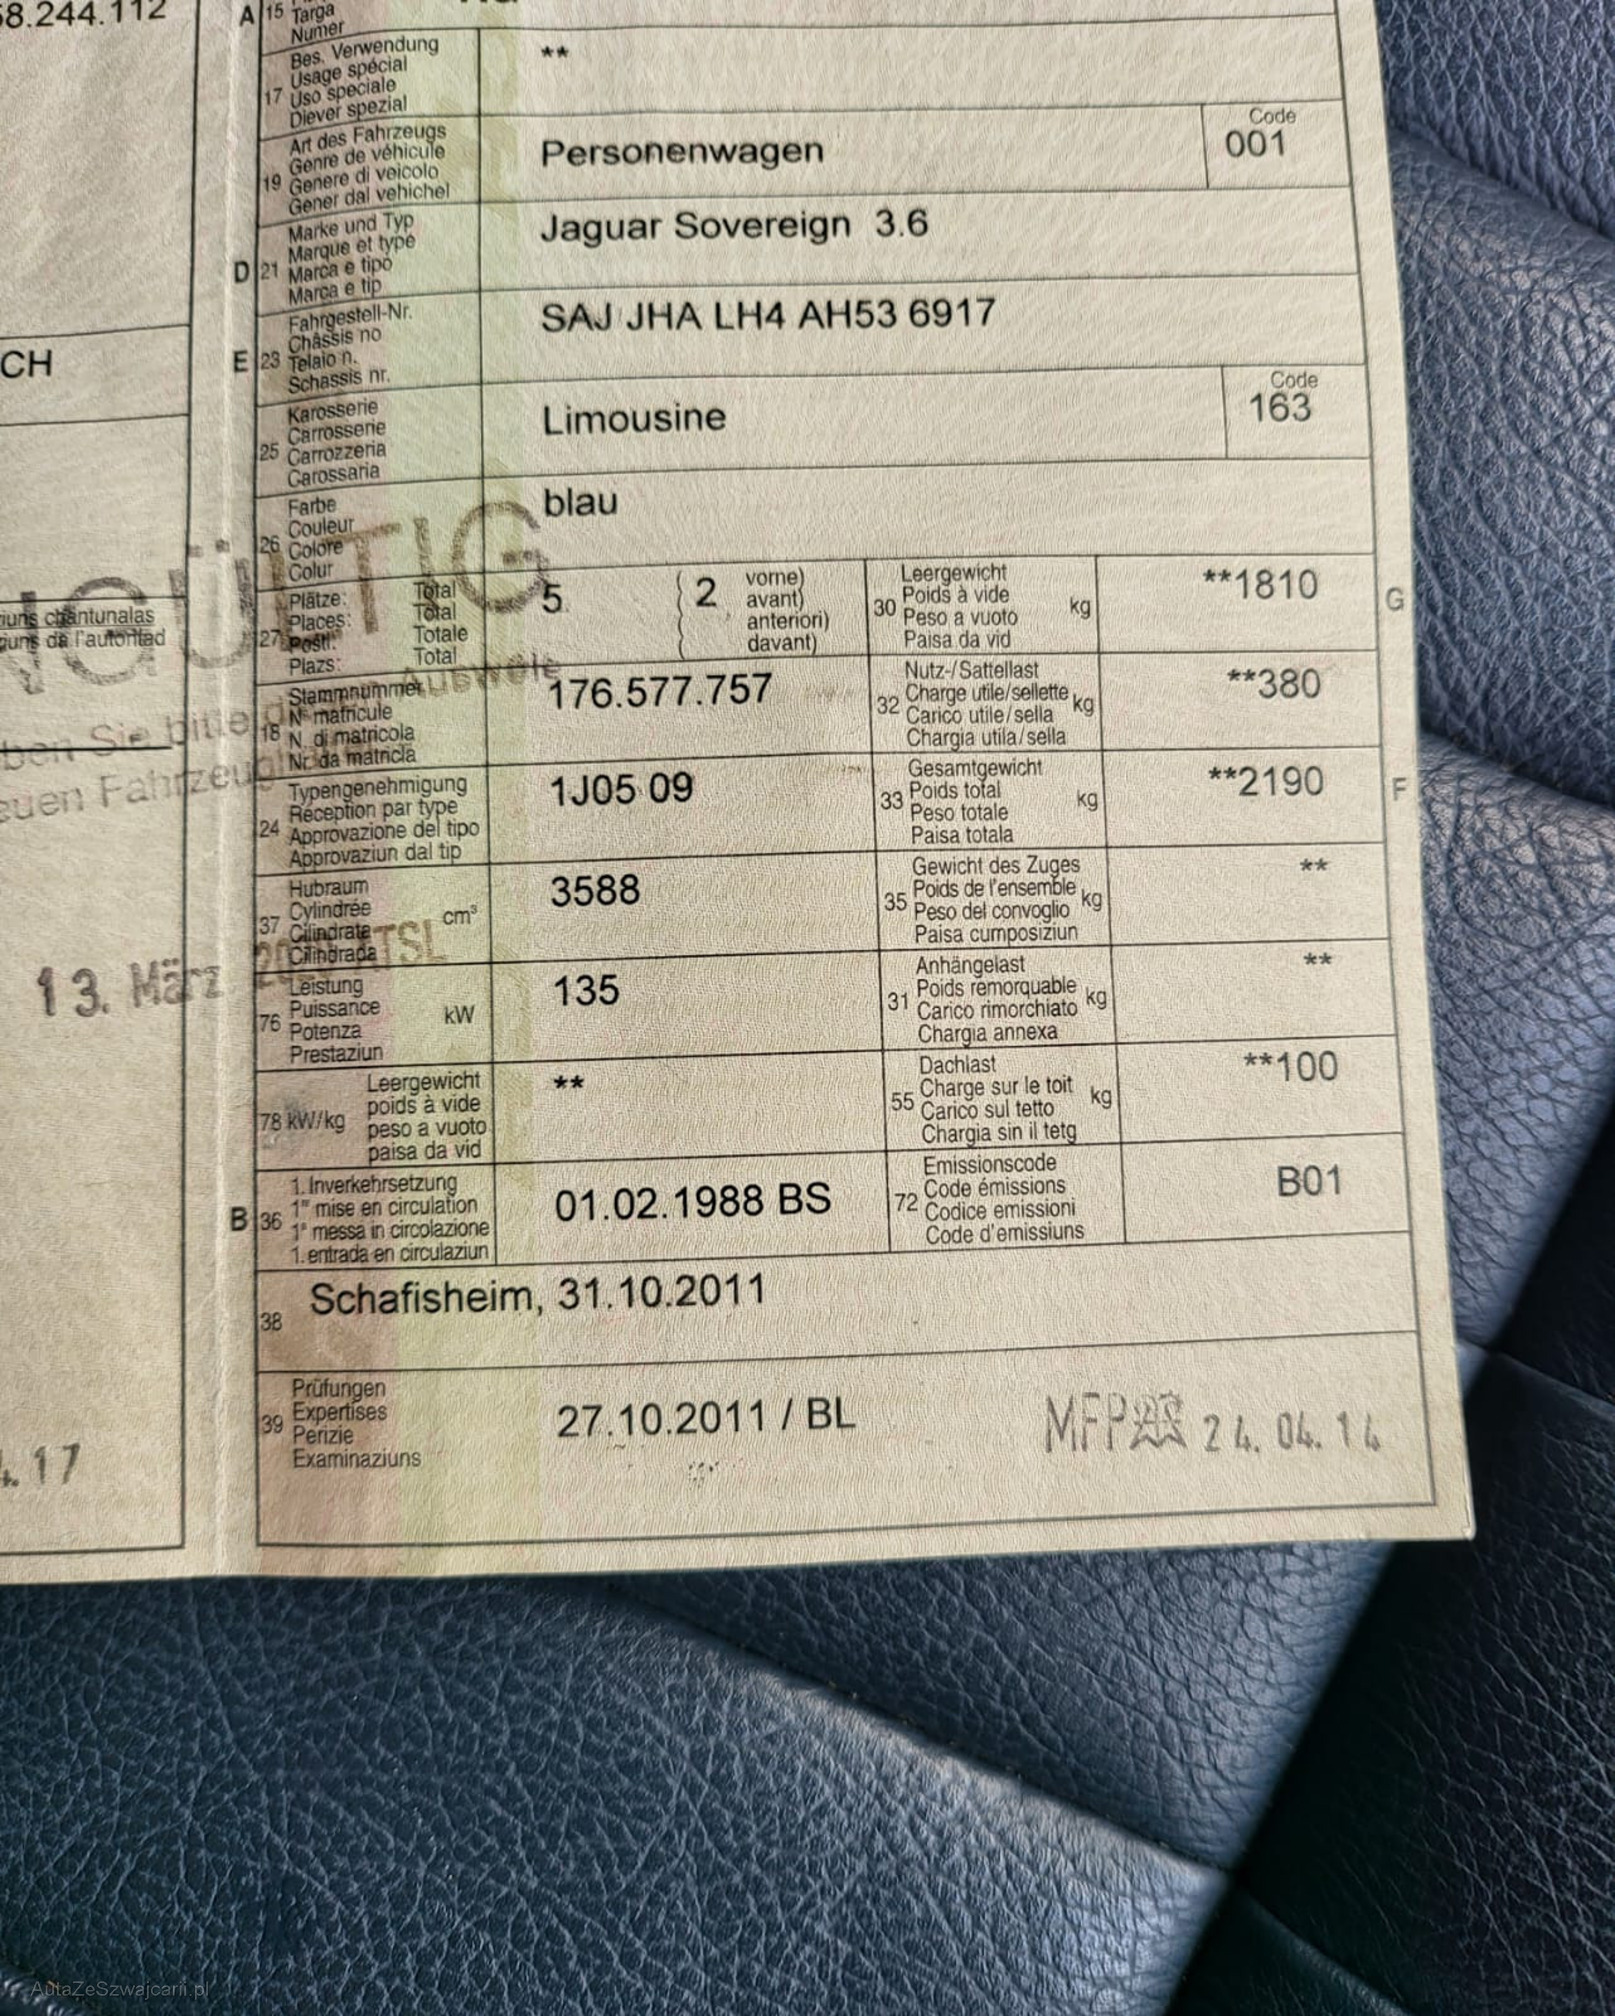 58.244.112
A 15 Targa
Numer
17 Bes. Verwendung
Usage spécial
Uso speciale
Diever spezial
**
19 Art des Fahrzeugs
Genre de véhicule
Genere di veicolo
Gener dal vehichel
Personenwagen
Code
001
D 21 Marke und Typ
Marque et type
Marca e tipo
Marca e tip
Jaguar Sovereign 3.6
E 23 Fahrgestell-Nr.
Châssis no
Telaio n.
Schassis nr.
SAJ JHA LH4 AH53 6917
CH
25 Karosserie
Carrosserie
Carrozzeria
Carossaria
Limousine
Code
163
26 Farbe
Couleur
Colore
Colur
blau
27 Plätze: Total
Places: Total
Posti: Totale
Plazs: Total
5 ( 2 vorne)
avant)
anteriori)
davant)
30 Leergewicht
Poids à vide
Peso a vuoto
Paisa da vid
kg
**1810
G
iuns chantunalas
iuns da l'autoritad
18 Stammnummer
N° matricule
N. di matricola
Nr. da matricla
176.577.757
32 Nutz-/Sattellast
Charge utile/sellette
Carico utile/sella
Chargia utila/sella
kg
**380
24 Typengenehmigung
Réception par type
Approvazione del tipo
Approvaziun dal tip
1J05 09
33 Gesamtgewicht
Poids total
Peso totale
Paisa totala
kg
**2190
F
37 Hubraum
Cylindrée
Cilindrata
Cilindrada
cm³
3588
35 Gewicht des Zuges
Poids de l'ensemble
Peso del convoglio
Paisa cumposiziun
kg
**
13. März
76 Leistung
Puissance
Potenza
Prestaziun
kW
135
31 Anhängelast
Poids remorquable
Carico rimorchiato
Chargia annexa
kg
**
78 kW/kg Leergewicht
poids à vide
peso a vuoto
paisa da vid
**
55 Dachlast
Charge sur le toit
Carico sul tetto
Chargia sin il tetg
kg
**100
B 36 1. Inverkehrsetzung
1re mise en circulation
1a messa in circolazione
1. entrada en circulaziun
01.02.1988 BS
72 Emissionscode
Code émissions
Codice emissioni
Code d'emissiuns
B01
38 Schafisheim, 31.10.2011
39 Prüfungen
Expertises
Perizie
Examinaziuns
27.10.2011 / BL
24. 04. 14
17
AutaZeSzwajcarii.pl